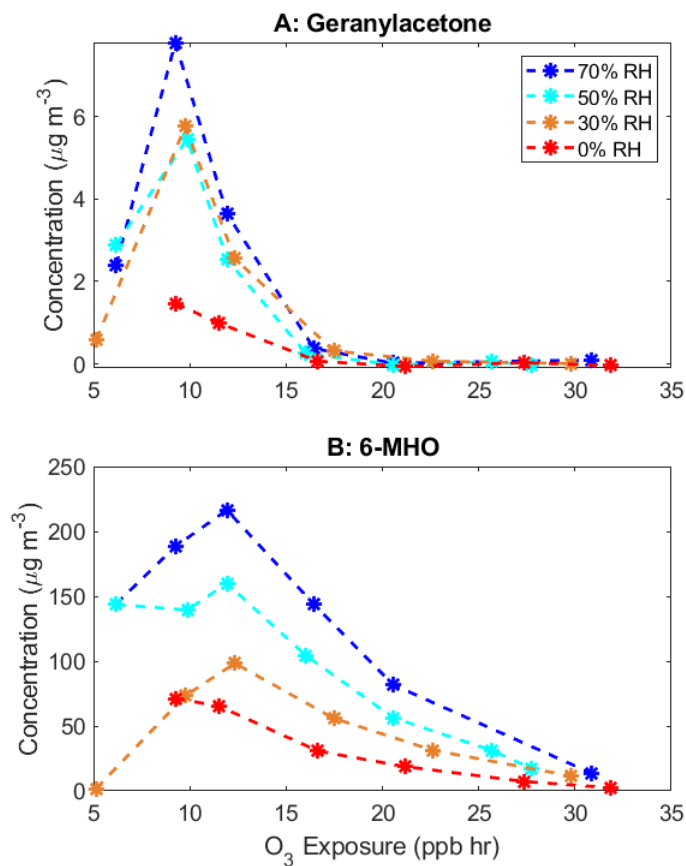 A: Geranylacetone
Concentration (μg m⁻³)
6
4
2
0
70% RH
50% RH
30% RH
0% RH
5 10 15 20 25 30 35
B: 6-MHO
Concentration (μg m⁻³)
250
200
150
100
50
0
5 10 15 20 25 30 35
O₃ Exposure (ppb hr)